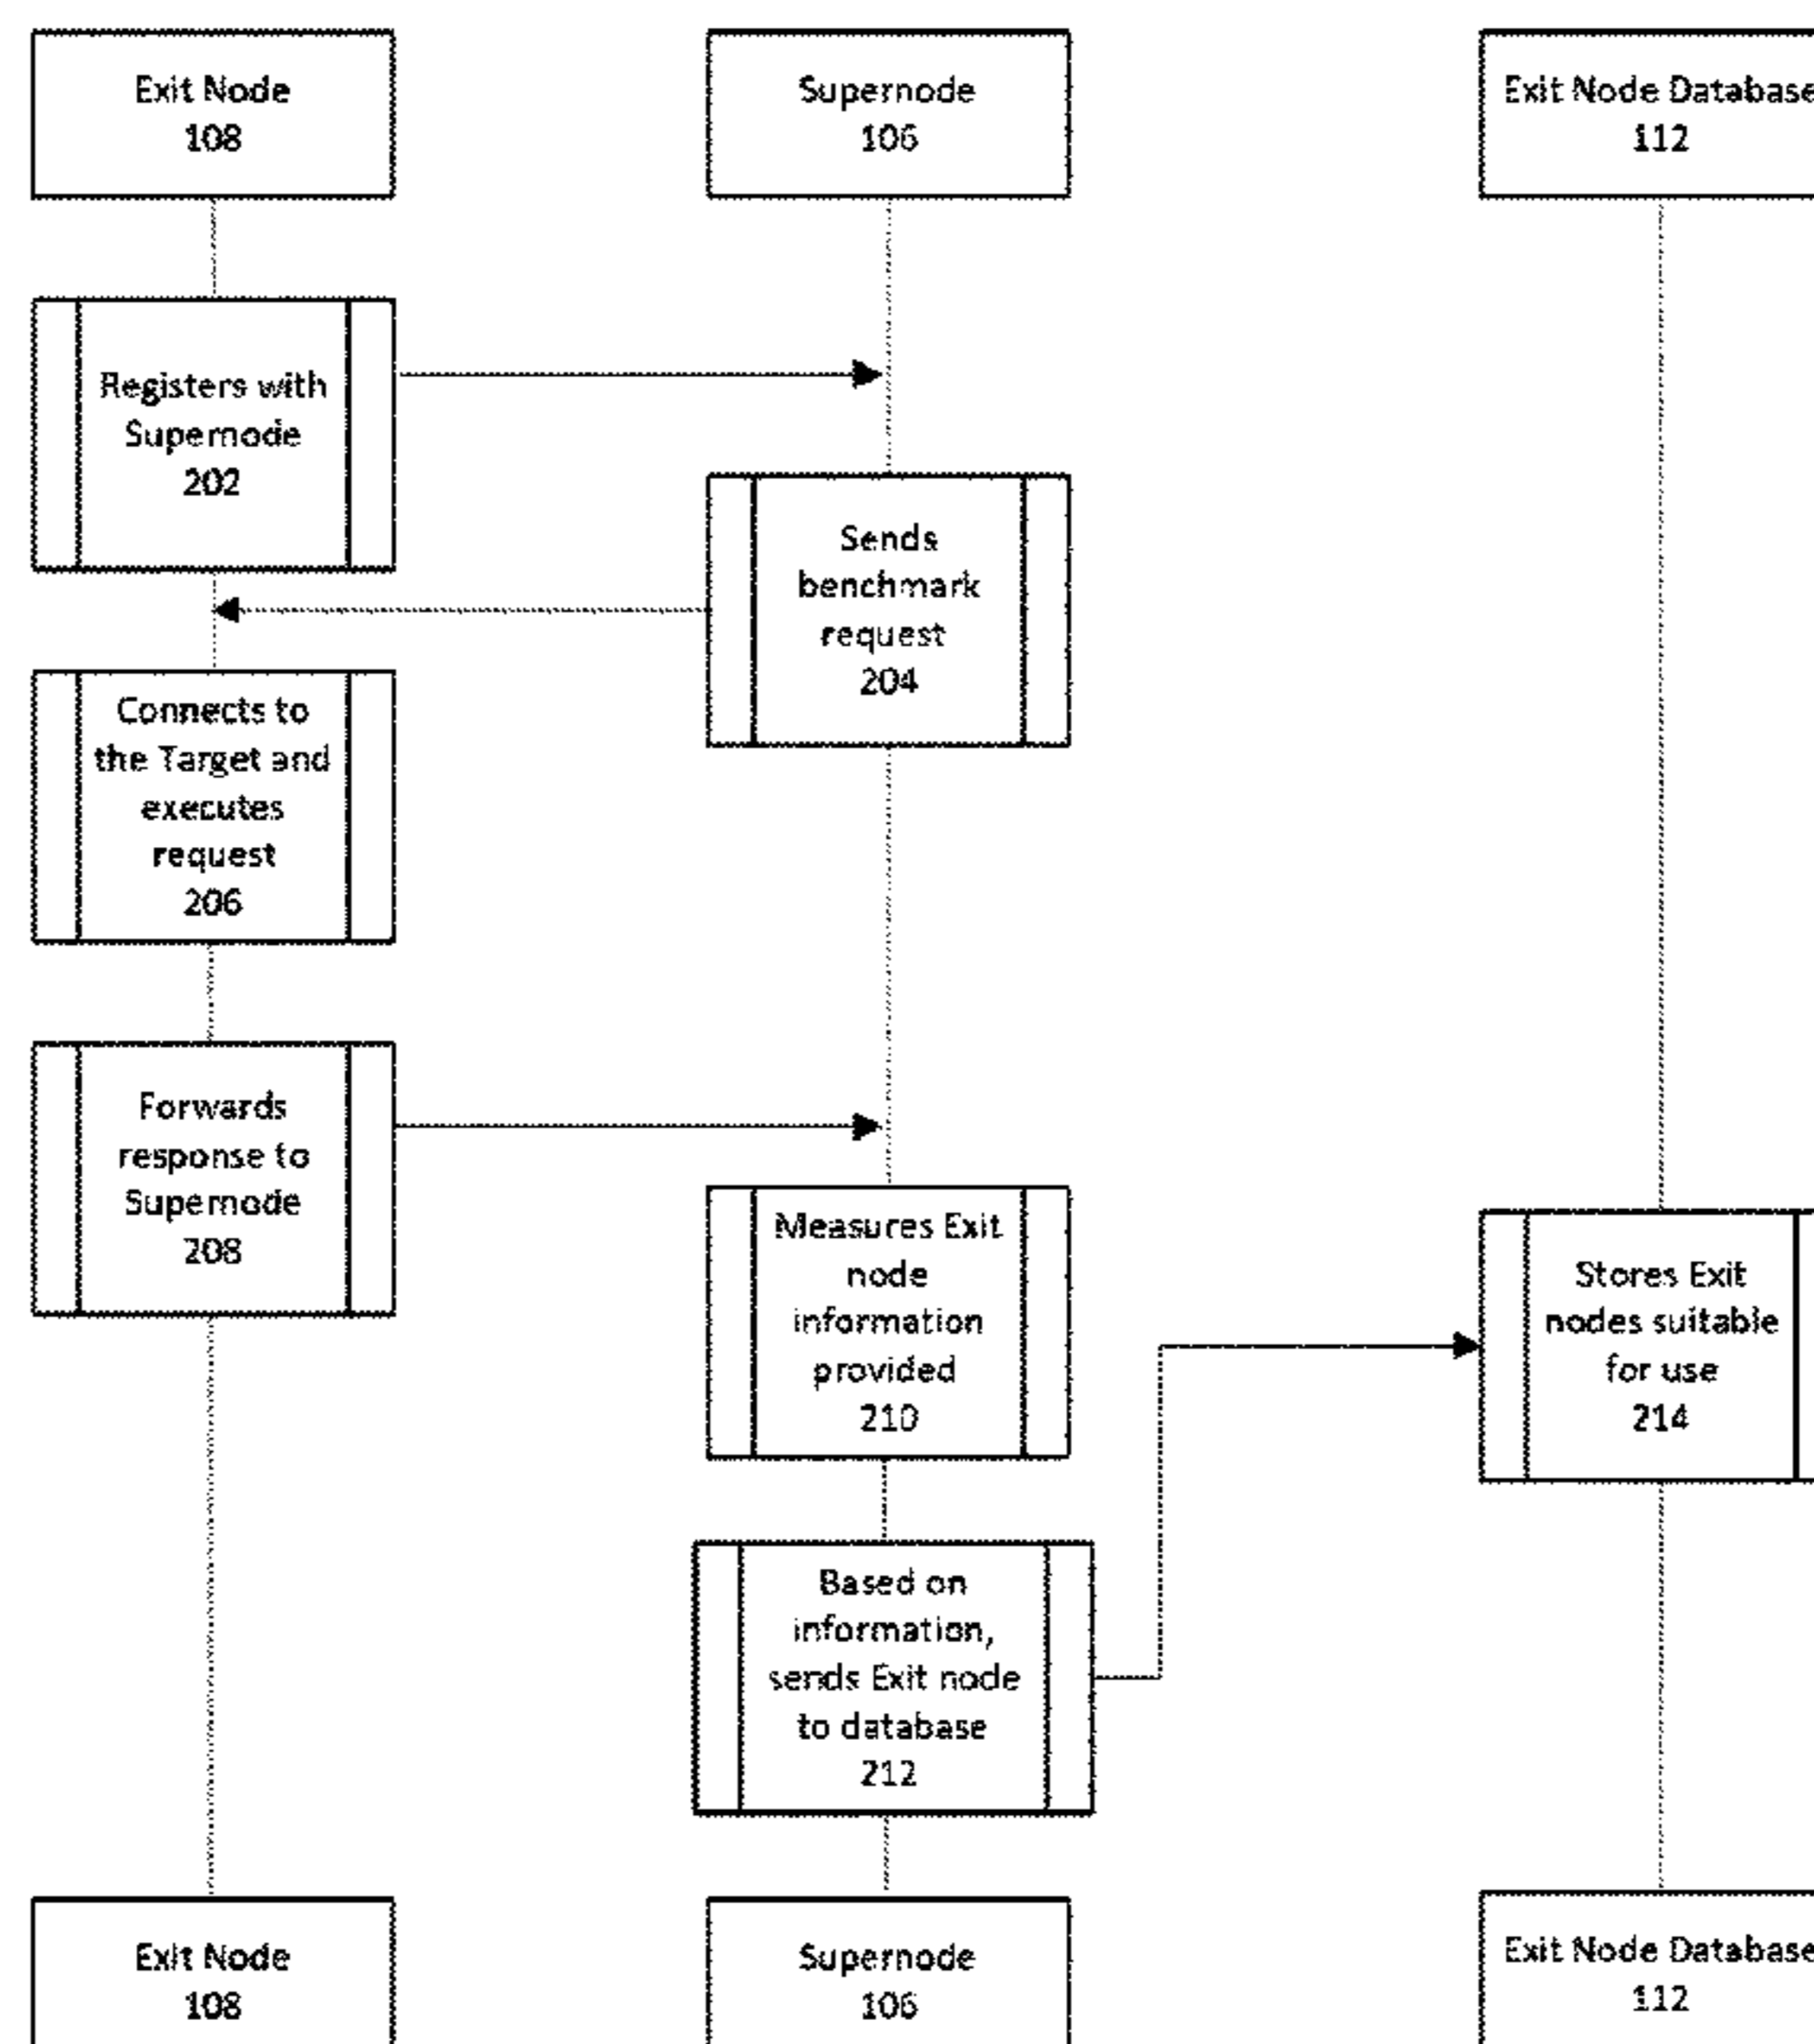 Exit Node
108
Supernode
106
Exit Node Database
112
Registers with
Supernode
202
Sends
benchmark
request
204
Connects to
the Target and
executes
request
206
Forwards
response to
Supernode
208
Measures Exit
node
information
provided
210
Stores Exit
nodes suitable
for use
214
Based on
information,
sends Exit node
to database
212
Exit Node
108
Supernode
106
Exit Node Database
112